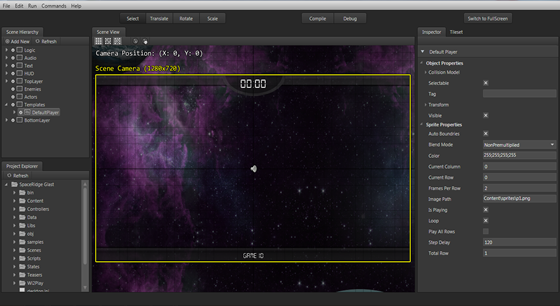 File Edit Run Commands Help
Select Translate Rotate Scale Compile Debug Switch to FullScreen
Scene Hierarchy
Add New Refresh
Logic
Audio
Text
HUD
TopLayer
Enemies
Actors
Templates
DefaultPlayer
BottomLayer
Project Explorer
Refresh
SpaceRidge Glast
bin
Content
Controllers
Data
Libs
obj
samples
Scenes
Scripts
States
Teasers
WGPlay
Scene View
Camera Position: (X: 0, Y: 0)
Scene Camera (1280x720)
00 00
GAME ID
Inspector Tileset
Default Player
Object Properties
Collision Model
Selectable
Tag
Transform
Visible
Sprite Properties
Auto Boundries
Blend Mode NonPremultiplied
Color 255;255;255;255
Current Column 0
Current Row 0
Frames Per Row 2
Image Path Content\sprites\p1.png
Is Playing
Loop
Play All Rows
Step Delay 120
Total Row 1